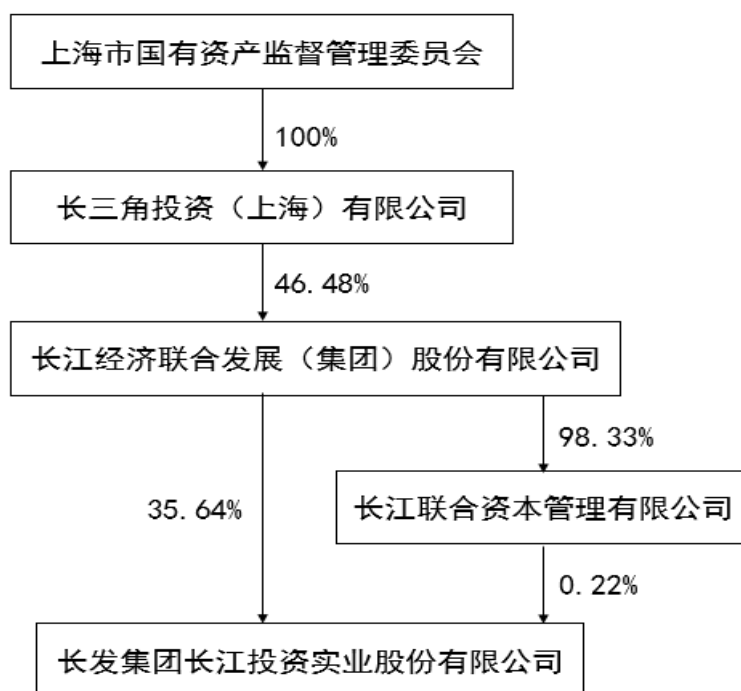 上海市国有资产监督管理委员会
100%
长三角投资（上海）有限公司
46.48%
长江经济联合发展（集团）股份有限公司
98.33%
35.64%
长江联合资本管理有限公司
0.22%
长发集团长江投资实业股份有限公司